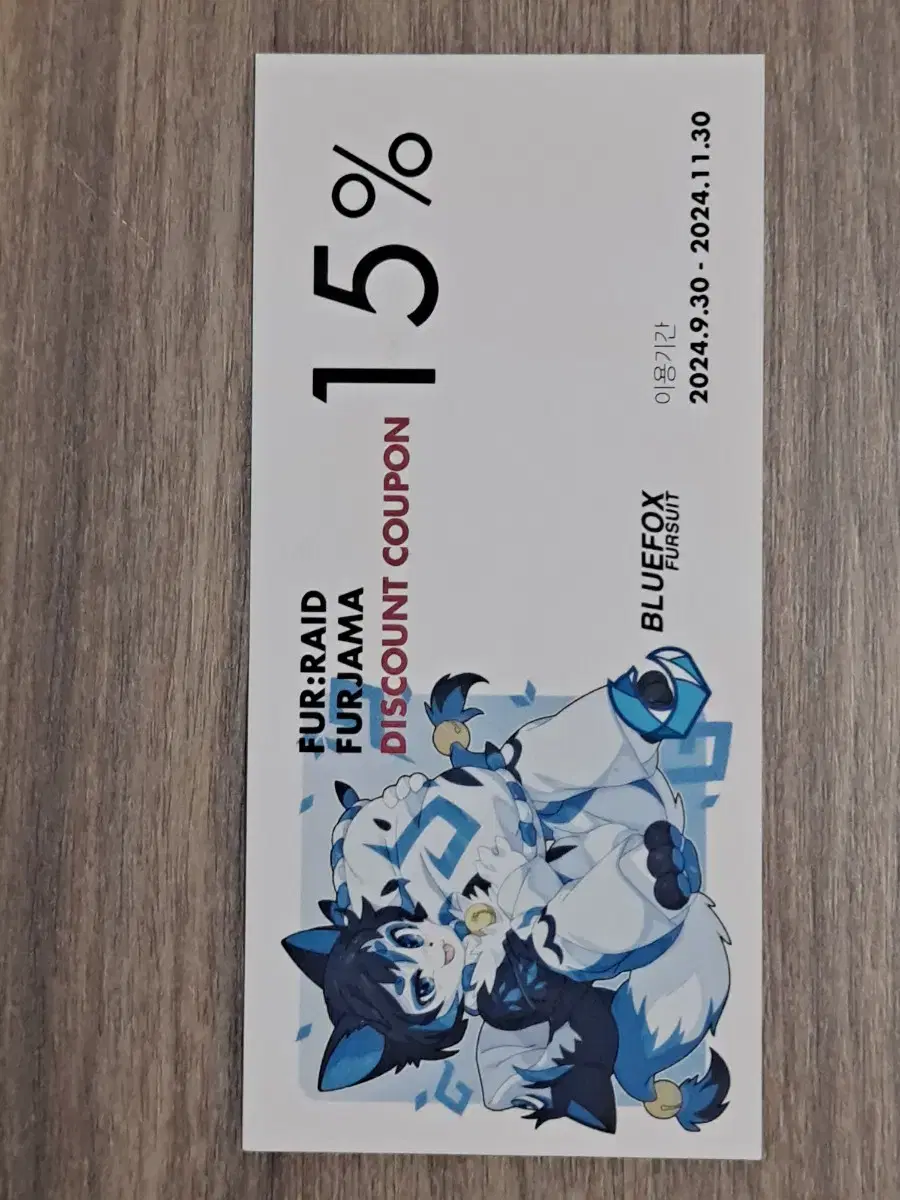 FUR:RAID
FURJAMA
DISCOUNT COUPON
15%
BLUEFOX
FURSUIT
이용기간
2024.9.30 - 2024.11.30